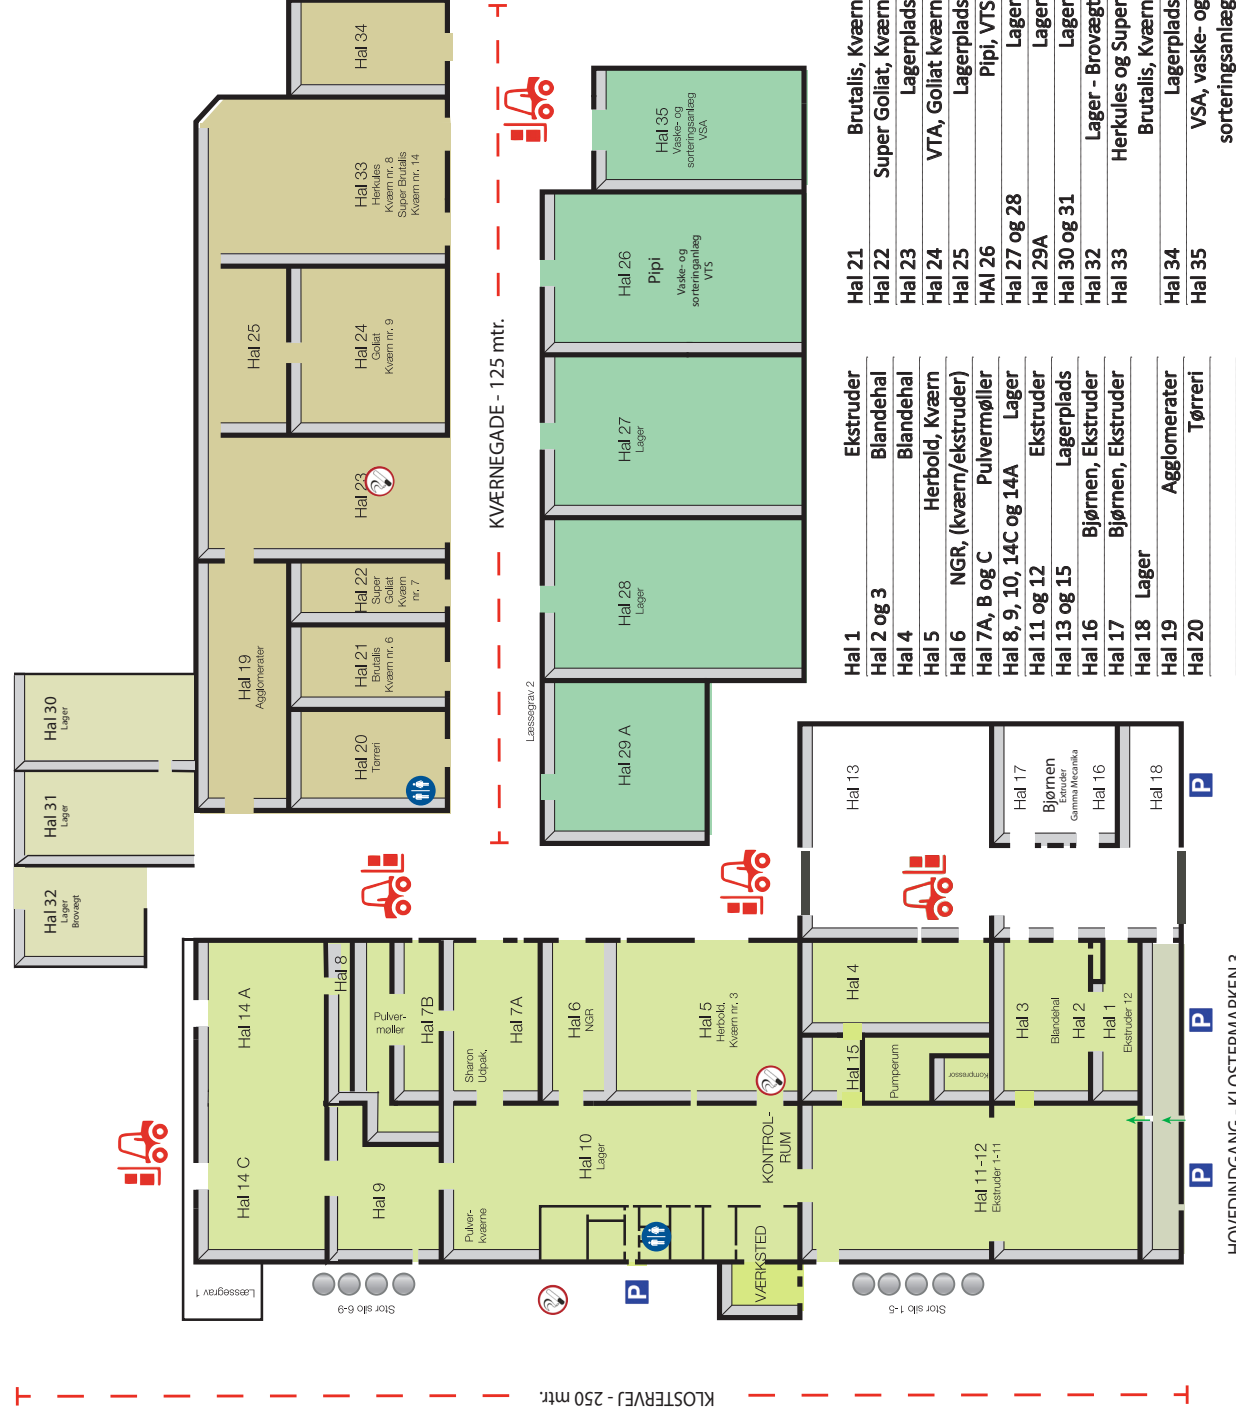 Hal 34
Hal 33
Herkules
Kværn nr. 8
Super Brutalis
Kværn nr. 14
Hal 25
Hal 24
Goliat
Kværn nr. 9
Hal 23
Hal 22
Super
Goliat
Kværn
nr. 7
Hal 21
Brutalis
Kværn nr. 6
Hal 20
Tørreri
Hal 19
Agglomerater
Hal 30
Lager
Hal 31
Lager
Hal 32
Lager
Brovægt
KVÆRNEGADE - 125 mtr.
Hal 35
Vaske- og
sorteringsanlæg
VSA
Hal 26
Pipi
Vaske- og
sorteringanlæg
VTS
Hal 27
Lager
Hal 28
Lager
Læssegrav 2
Hal 29 A
Hal 1 Ekstruder
Hal 2 og 3 Blandehal
Hal 4 Blandehal
Hal 5 Herbold, Kværn
Hal 6 NGR, (kværn/ekstruder)
Hal 7A, B og C Pulvermøller
Hal 8, 9, 10, 14C og 14A Lager
Hal 11 og 12 Ekstruder
Hal 13 og 15 Lagerplads
Hal 16 Bjørnen, Ekstruder
Hal 17 Bjørnen, Ekstruder
Hal 18 Lager
Hal 19 Agglomerater
Hal 20 Tørreri
Hal 21 Brutalis, Kværn
Hal 22 Super Goliat, Kværn
Hal 23 Lagerplads
Hal 24 VTA, Goliat kværn
Hal 25 Lagerplads
HAl 26 Pipi, VTS
Hal 27 og 28 Lager
Hal 29A Lager
Hal 30 og 31 Lager
Hal 32 Lager - Brovægt
Hal 33 Herkules og Super
Brutalis, Kværn
Hal 34 Lagerplads
Hal 35 VSA, vaske- og
sorteringsanlæg
Hal 14 A
Hal 14 C
Hal 8
Pulver-
møller
Hal 7B
Hal 9
Sharon
Udpak.
Hal 7A
Hal 6
NGR
Hal 5
Herbold.
Kværn nr. 3
Hal 10
Lager
Pulver-
kværne
KONTROL-
RUM
VÆRKSTED
Hal 4
Hal 15
Pumperum
Kompressor
Hal 3
Blandehal
Hal 2
Hal 1
Ekstruder 12
Hal 11-12
Ekstruder 1-11
Hal 13
Hal 17
Bjørnen
Extruder
Gamma Mecanika
Hal 16
Hal 18
P
P
P
P
Læssegrav 1
Stor silo 6-9
Stor silo 1-5
KLOSTERVEJ - 250 mtr.
HOVEDINDGANG - KLOSTERMARKEN 3